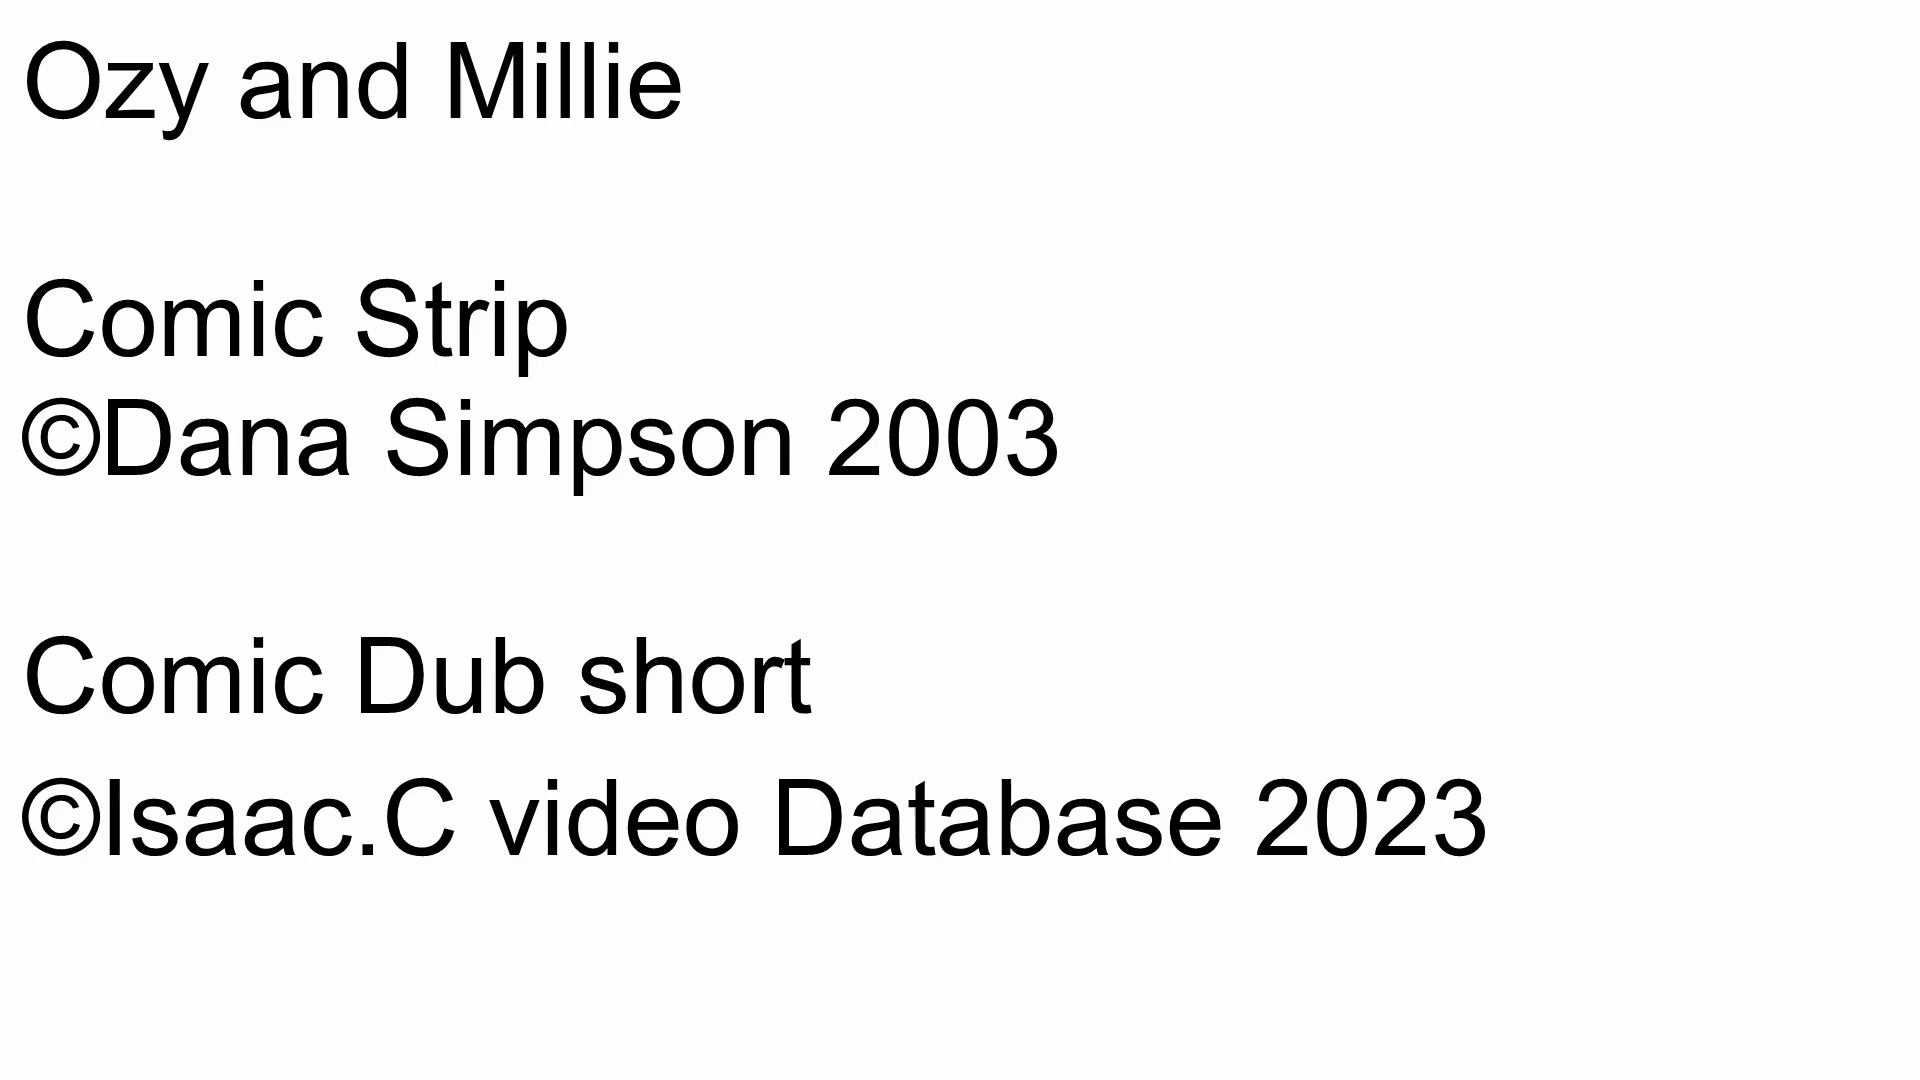 Ozy and Millie
Comic Strip
©Dana Simpson 2003
Comic Dub short
©Isaac.C video Database 2023